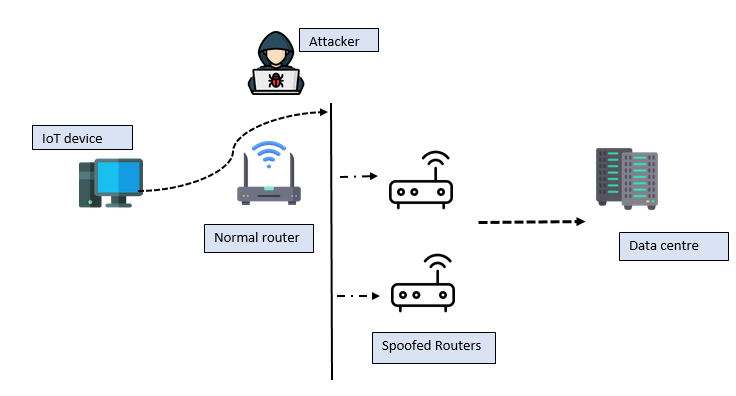 Attacker
IoT device
Normal router
Data centre
Spoofed Routers